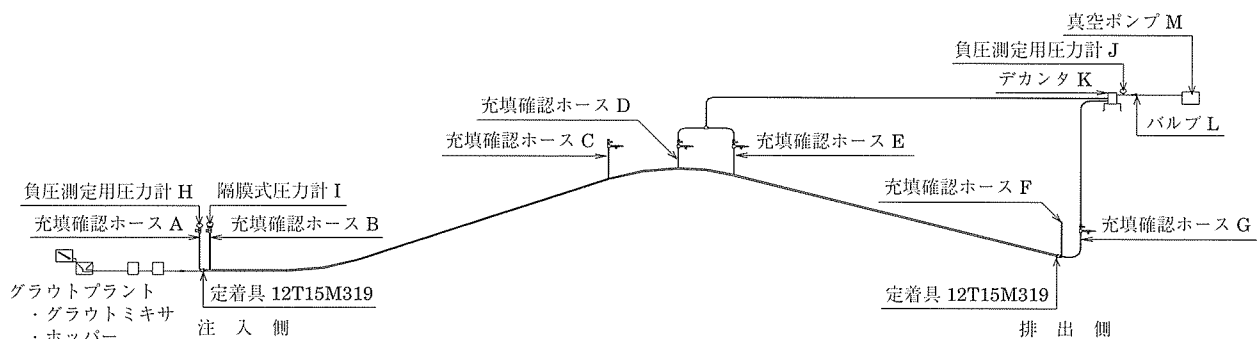 真空ポンプ M
負圧測定用圧力計 J
デカンタ K
バルブ L
充填確認ホース D
充填確認ホース C
充填確認ホース E
充填確認ホース F
負圧測定用圧力計 H
隔膜式圧力計 I
充填確認ホース A
充填確認ホース B
充填確認ホース G
グラウトプラント
・グラウトミキサ
・ホッパー
定着具 12T15M319
注 入 側
定着具 12T15M319
排 出 側